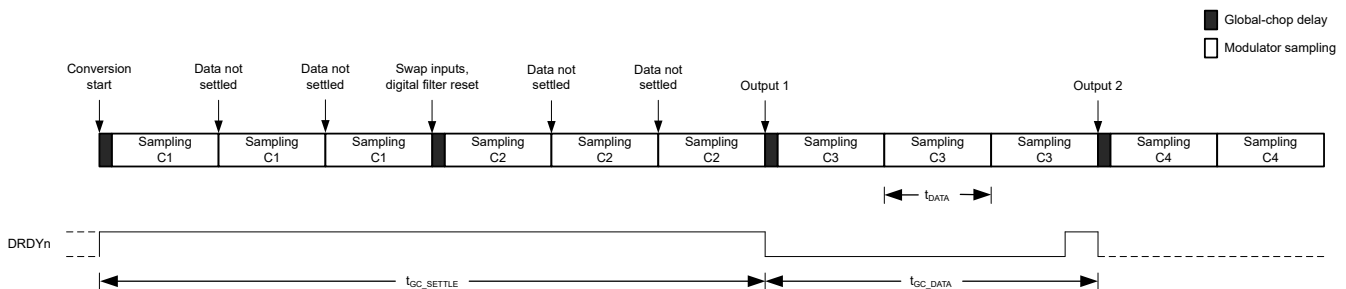 Global-chop delay
Modulator sampling
Conversion
start
Data not
settled
Data not
settled
Swap inputs,
digital filter reset
Data not
settled
Data not
settled
Output 1
Output 2
Sampling
C1
Sampling
C1
Sampling
C1
Sampling
C2
Sampling
C2
Sampling
C2
Sampling
C3
Sampling
C3
Sampling
C3
Sampling
C4
Sampling
C4
tDATA
DRDYn
tGC_SETTLE
tGC_DATA